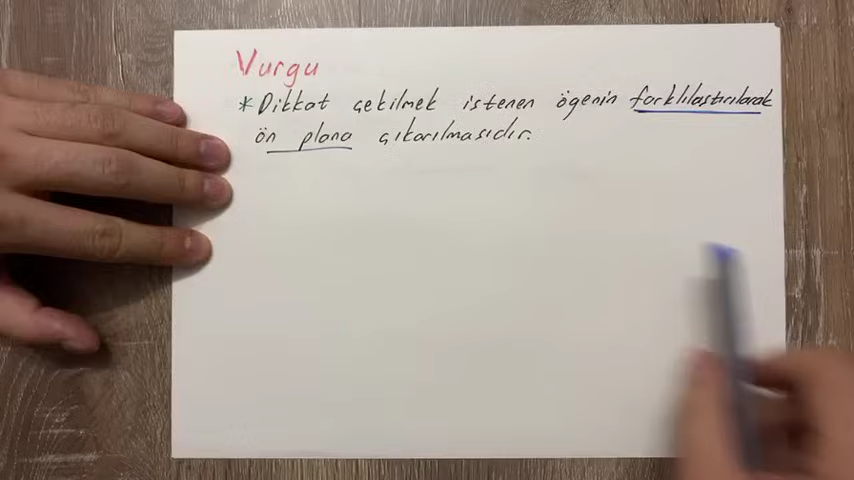 Vurgu
* Dikkat çekilmek istenen ögenin farklılaştırılarak
ön plana çıkarılmasıdır.